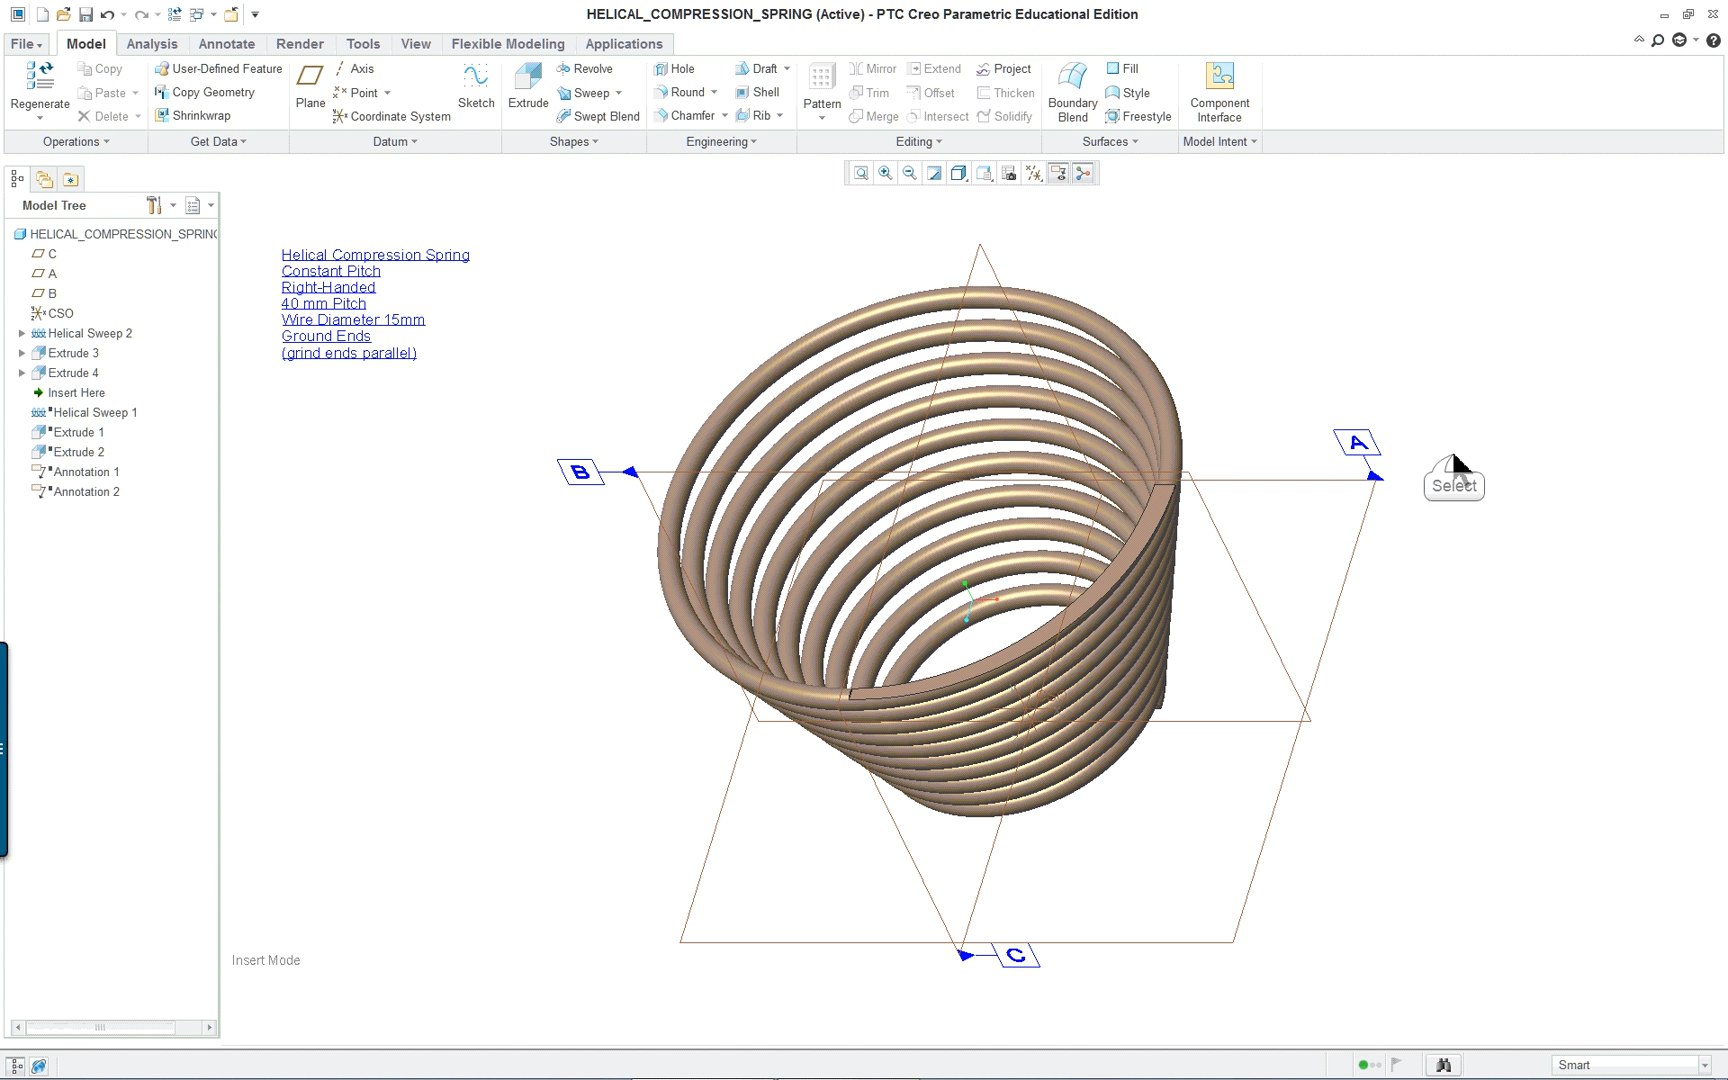 HELICAL_COMPRESSION_SPRING (Active) - PTC Creo Parametric Educational Edition
File Model Analysis Annotate Render Tools View Flexible Modeling Applications
Regenerate
Copy
Paste
Delete
Operations
User-Defined Feature
Copy Geometry
Shrinkwrap
Get Data
Plane
Axis
Point
Coordinate System
Sketch
Datum
Extrude
Revolve
Sweep
Swept Blend
Shapes
Hole
Round
Chamfer
Draft
Shell
Rib
Engineering
Pattern
Mirror
Trim
Merge
Extend
Offset
Intersect
Project
Thicken
Solidify
Editing
Boundary
Blend
Fill
Style
Freestyle
Surfaces
Component
Interface
Model Intent
Model Tree
HELICAL_COMPRESSION_SPRING
C
A
B
CSO
Helical Sweep 2
Extrude 3
Extrude 4
Insert Here
Helical Sweep 1
Extrude 1
Extrude 2
Annotation 1
Annotation 2
Helical Compression Spring
Constant Pitch
Right-Handed
40 mm Pitch
Wire Diameter 15mm
Ground Ends
(grind ends parallel)
A
B
Select
C
Insert Mode
Smart